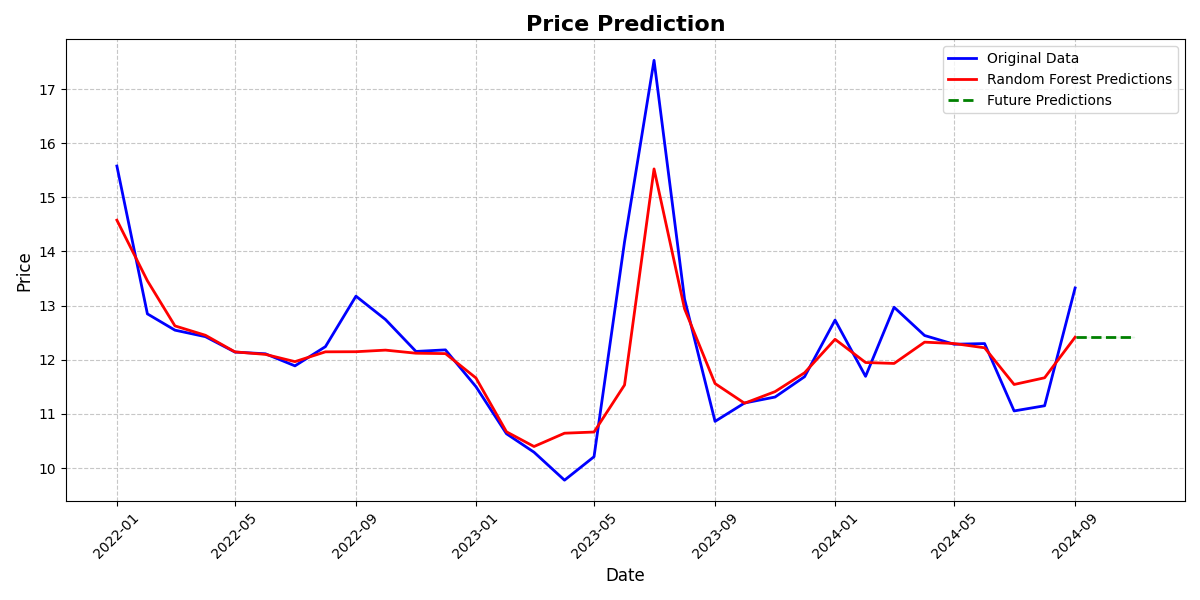 Price Prediction
Original Data
Random Forest Predictions
Future Predictions
Price
17
16
15
14
13
12
11
10
2022-01
2022-05
2022-09
2023-01
2023-05
2023-09
2024-01
2024-05
2024-09
Date